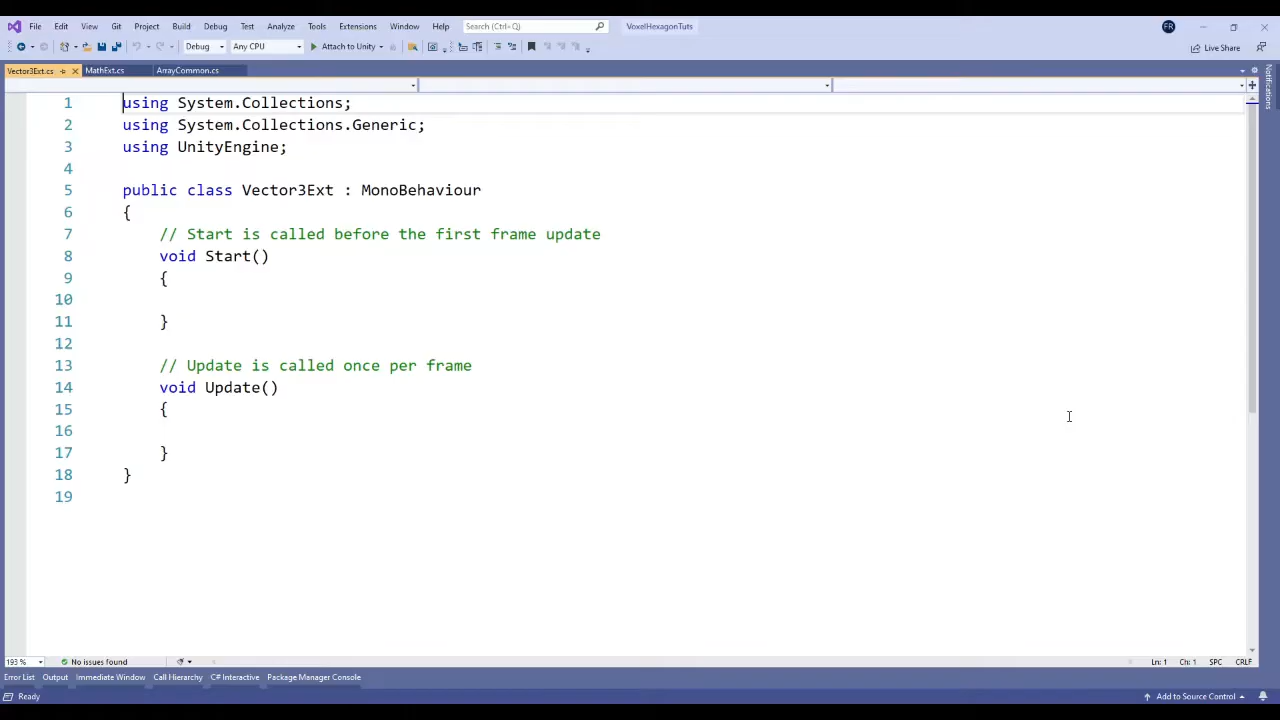 File Edit View Git Project Build Debug Test Analyze Tools Extensions Window Help Search (Ctrl+Q) VoxelHexagonTuts FR
Debug Any CPU Attach to Unity Live Share
Vector3Ext.cs MathExt.cs ArrayCommon.cs
Notifications
1 using System.Collections;
2 using System.Collections.Generic;
3 using UnityEngine;
4
5 public class Vector3Ext : MonoBehaviour
6 {
7 // Start is called before the first frame update
8 void Start()
9 {
10
11 }
12
13 // Update is called once per frame
14 void Update()
15 {
16
17 }
18 }
19
193 % No issues found Ln: 1 Ch: 1 SPC CRLF
Error List Output Immediate Window Call Hierarchy C# Interactive Package Manager Console
Ready Add to Source Control